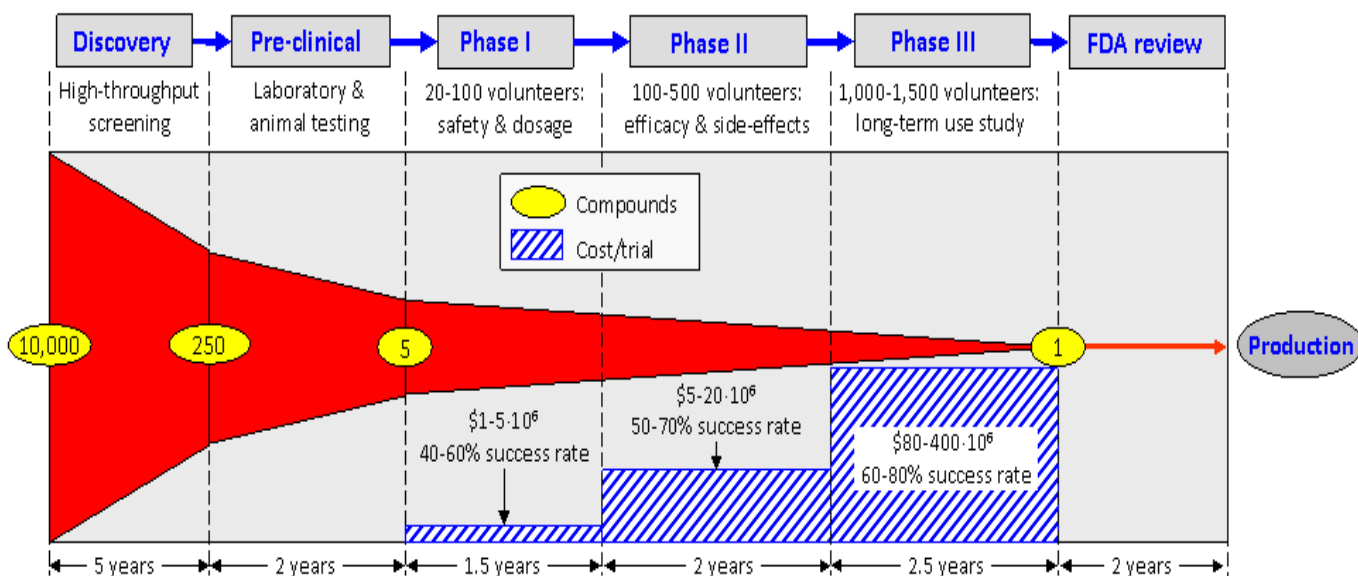 Discovery
Pre-clinical
Phase I
Phase II
Phase III
FDA review
High-throughput
screening
Laboratory &
animal testing
20-100 volunteers:
safety & dosage
100-500 volunteers:
efficacy & side-effects
1,000-1,500 volunteers:
long-term use study
Compounds
Cost/trial
10,000
250
5
1
Production
$1-5·10⁶
40-60% success rate
$5-20·10⁶
50-70% success rate
$80-400·10⁶
60-80% success rate
5 years
2 years
1.5 years
2 years
2.5 years
2 years